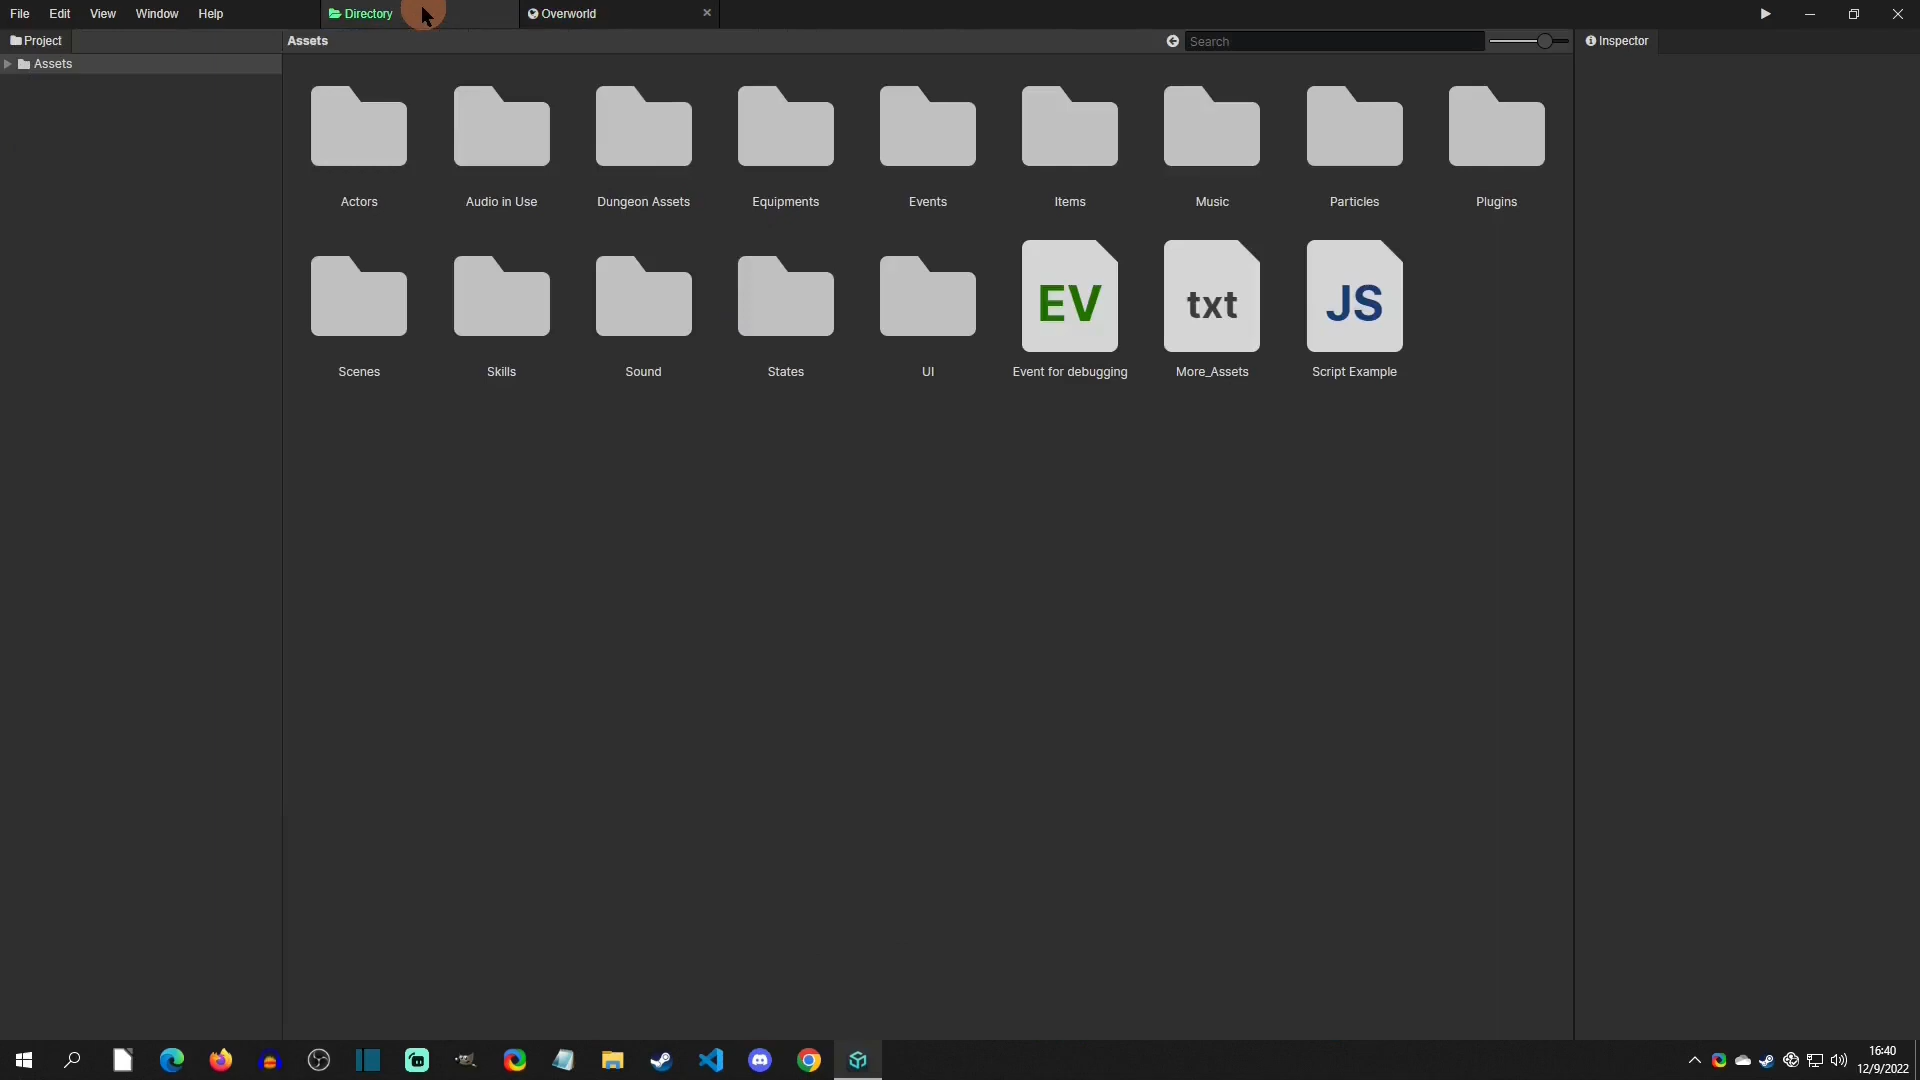 File Edit View Window Help Directory Overworld
Project Assets Search Inspector
Assets
Actors Audio in Use Dungeon Assets Equipments Events Items Music Particles Plugins
EV txt JS
Scenes Skills Sound States UI Event for debugging More_Assets Script Example
16:40
12/9/2022